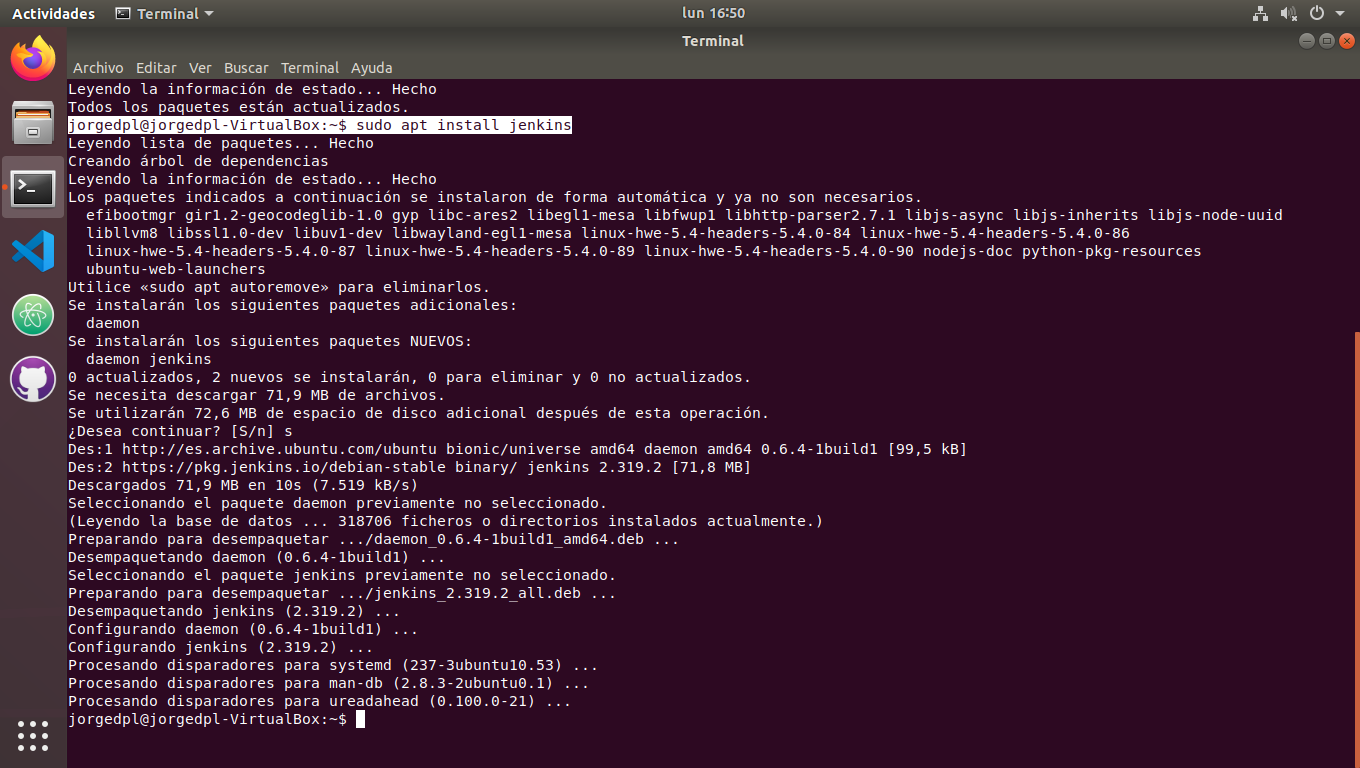 Actividades Terminal lun 16:50
Terminal
Archivo Editar Ver Buscar Terminal Ayuda
Leyendo la información de estado... Hecho
Todos los paquetes están actualizados.
jorgedpl@jorgedpl-VirtualBox:~$ sudo apt install jenkins
Leyendo lista de paquetes... Hecho
Creando árbol de dependencias
Leyendo la información de estado... Hecho
Los paquetes indicados a continuación se instalaron de forma automática y ya no son necesarios.
efibootmgr gir1.2-geocodeglib-1.0 gyp libc-ares2 libegl1-mesa libfwup1 libhttp-parser2.7.1 libjs-async libjs-inherits libjs-node-uuid
libllvm8 libssl1.0-dev libuv1-dev libwayland-egl1-mesa linux-hwe-5.4-headers-5.4.0-84 linux-hwe-5.4-headers-5.4.0-86
linux-hwe-5.4-headers-5.4.0-87 linux-hwe-5.4-headers-5.4.0-89 linux-hwe-5.4-headers-5.4.0-90 nodejs-doc python-pkg-resources
ubuntu-web-launchers
Utilice «sudo apt autoremove» para eliminarlos.
Se instalarán los siguientes paquetes adicionales:
daemon
Se instalarán los siguientes paquetes NUEVOS:
daemon jenkins
0 actualizados, 2 nuevos se instalarán, 0 para eliminar y 0 no actualizados.
Se necesita descargar 71,9 MB de archivos.
Se utilizarán 72,6 MB de espacio de disco adicional después de esta operación.
¿Desea continuar? [S/n] s
Des:1 http://es.archive.ubuntu.com/ubuntu bionic/universe amd64 daemon amd64 0.6.4-1build1 [99,5 kB]
Des:2 https://pkg.jenkins.io/debian-stable binary/ jenkins 2.319.2 [71,8 MB]
Descargados 71,9 MB en 10s (7.519 kB/s)
Seleccionando el paquete daemon previamente no seleccionado.
(Leyendo la base de datos ... 318706 ficheros o directorios instalados actualmente.)
Preparando para desempaquetar .../daemon_0.6.4-1build1_amd64.deb ...
Desempaquetando daemon (0.6.4-1build1) ...
Seleccionando el paquete jenkins previamente no seleccionado.
Preparando para desempaquetar .../jenkins_2.319.2_all.deb ...
Desempaquetando jenkins (2.319.2) ...
Configurando daemon (0.6.4-1build1) ...
Configurando jenkins (2.319.2) ...
Procesando disparadores para systemd (237-3ubuntu10.53) ...
Procesando disparadores para man-db (2.8.3-2ubuntu0.1) ...
Procesando disparadores para ureadahead (0.100.0-21) ...
jorgedpl@jorgedpl-VirtualBox:~$